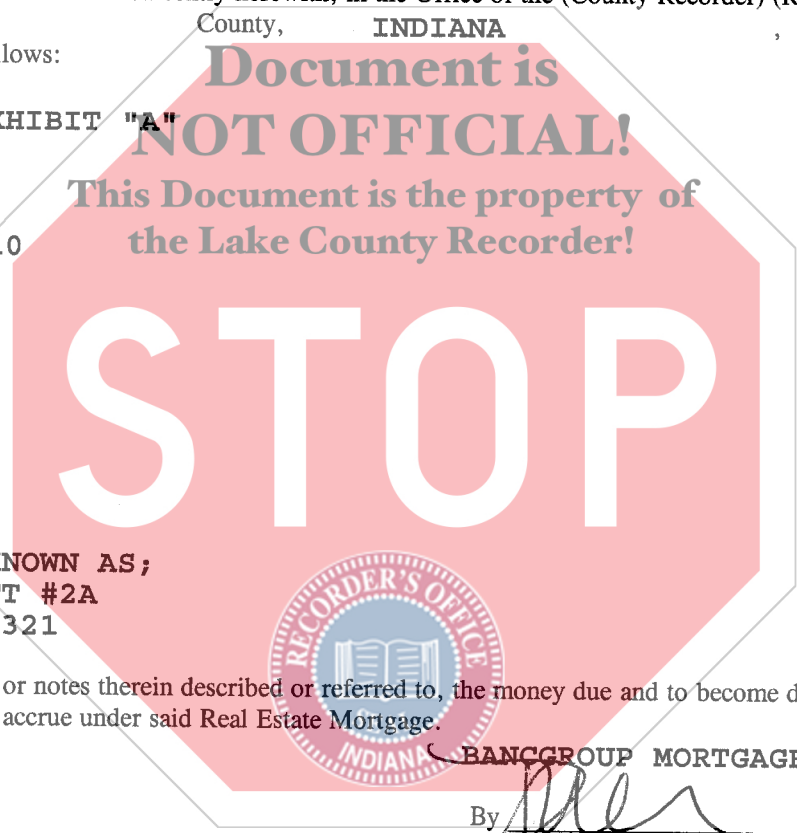 County, INDIANA ,
llows:
Document is
XHIBIT "A"
NOT OFFICIAL!
This Document is the property of
.0
the Lake County Recorder!
STOP
NOWN AS;
T #2A
321
RECORDER'S OFFICE
or notes therein described or referred to, the money due and to become d
accrue under said Real Estate Mortgage.
INDIANA
BANCGROUP MORTGAGE
By